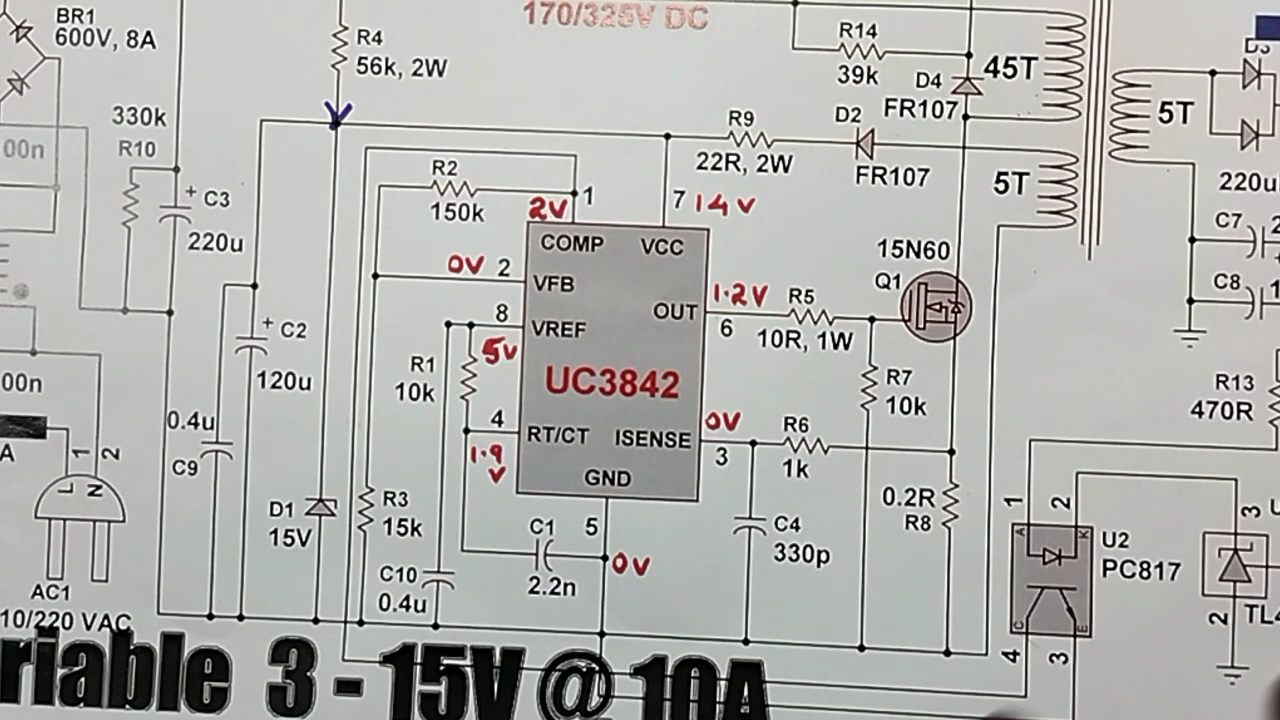 170/325V DC
BR1
600V, 8A
R4
56k, 2W
R14
39k
D4
FR107
45T
5T
330k
R10
00n
+ C3
220u
R2
150k
R9
22R, 2W
D2
FR107
5T
220u
C7
C8
1
2V
7 14V
COMP VCC
0V 2
VFB
8
VREF
5V
OUT
1.2V
6
R5
10R, 1W
15N60
Q1
+ C2
120u
R1
10k
UC3842
R7
10k
4
RT/CT ISENSE
1.9
V
0V
3
R6
1k
GND
5
0V
00n
A
0.4u
C9
D1
15V
R3
15k
C1
2.2n
C10
0.4u
C4
330p
0.2R
R8
R13
470R
1 2
L N
AC1
10/220 VAC
1 2
A K
U2
PC817
C E
4 3
3
2
riable 3 - 15V @ 10A